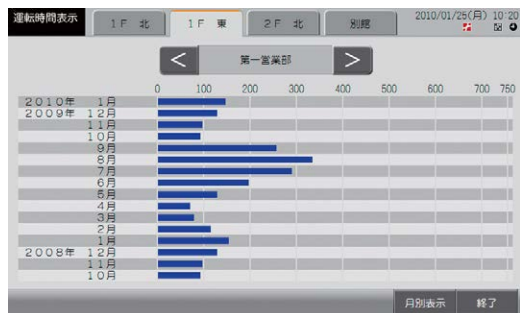 運転時間表示 1F 北 1F 東 2F 北 別館 2010/01/25(月) 10:20
< 第一営業部 >
0 100 200 300 400 500 600 700 750
2010年 1月
2009年 12月
11月
10月
9月
8月
7月
6月
5月
4月
3月
2月
1月
2008年 12月
11月
10月
月別表示 終了